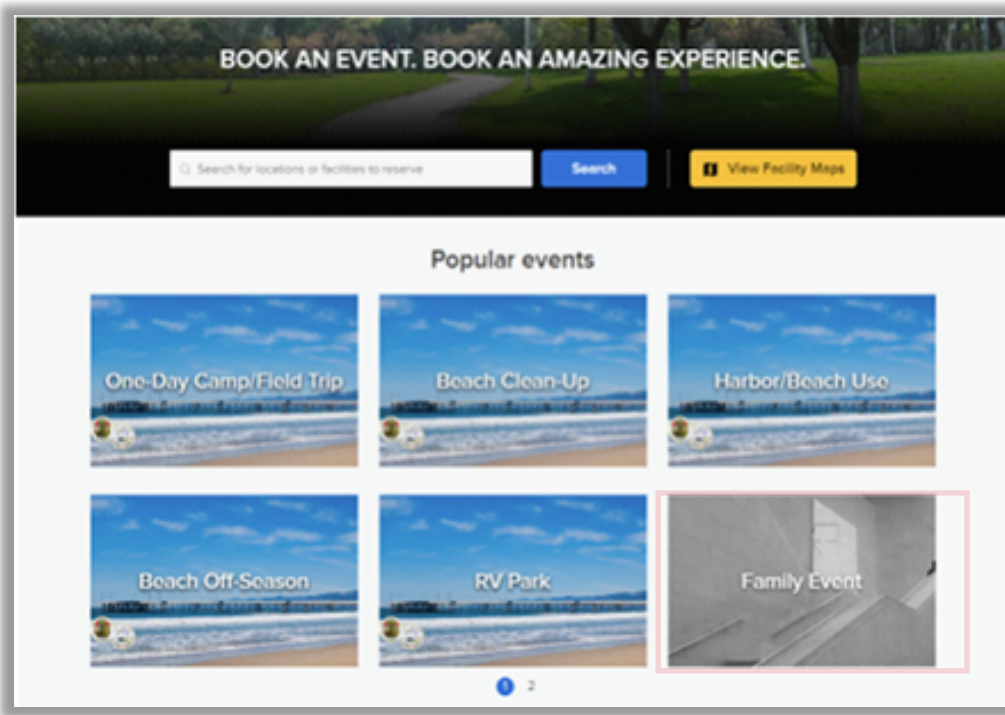 BOOK AN EVENT. BOOK AN AMAZING EXPERIENCE.
Search for locations or facilities to reserve
Search
View Facility Maps
Popular events
One-Day Camp/Field Trip
Beach Clean-Up
Harbor/Beach Use
Beach Off-Season
RV Park
Family Event
1 2